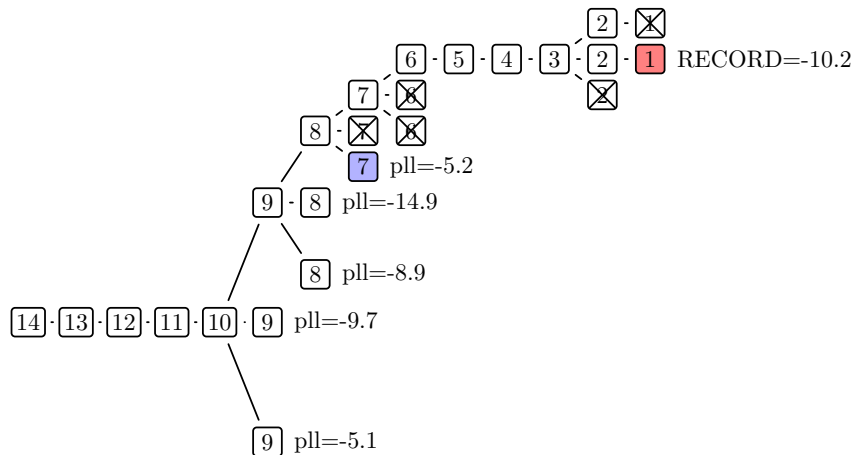 2 1
6 5 4 3 2 1 RECORD=-10.2
7 6 2
8 7 6
7 pll=-5.2
9 8 pll=-14.9
8 pll=-8.9
14 13 12 11 10 9 pll=-9.7
9 pll=-5.1